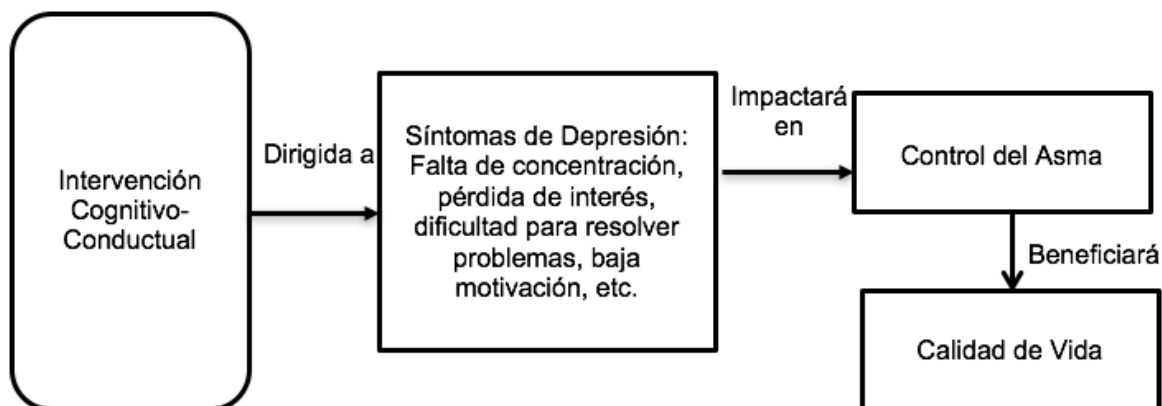 Intervención
Cognitivo-
Conductual
Dirigida a
Síntomas de Depresión:
Falta de concentración,
pérdida de interés,
dificultad para resolver
problemas, baja
motivación, etc.
Impactará
en
Control del Asma
Beneficiará
Calidad de Vida